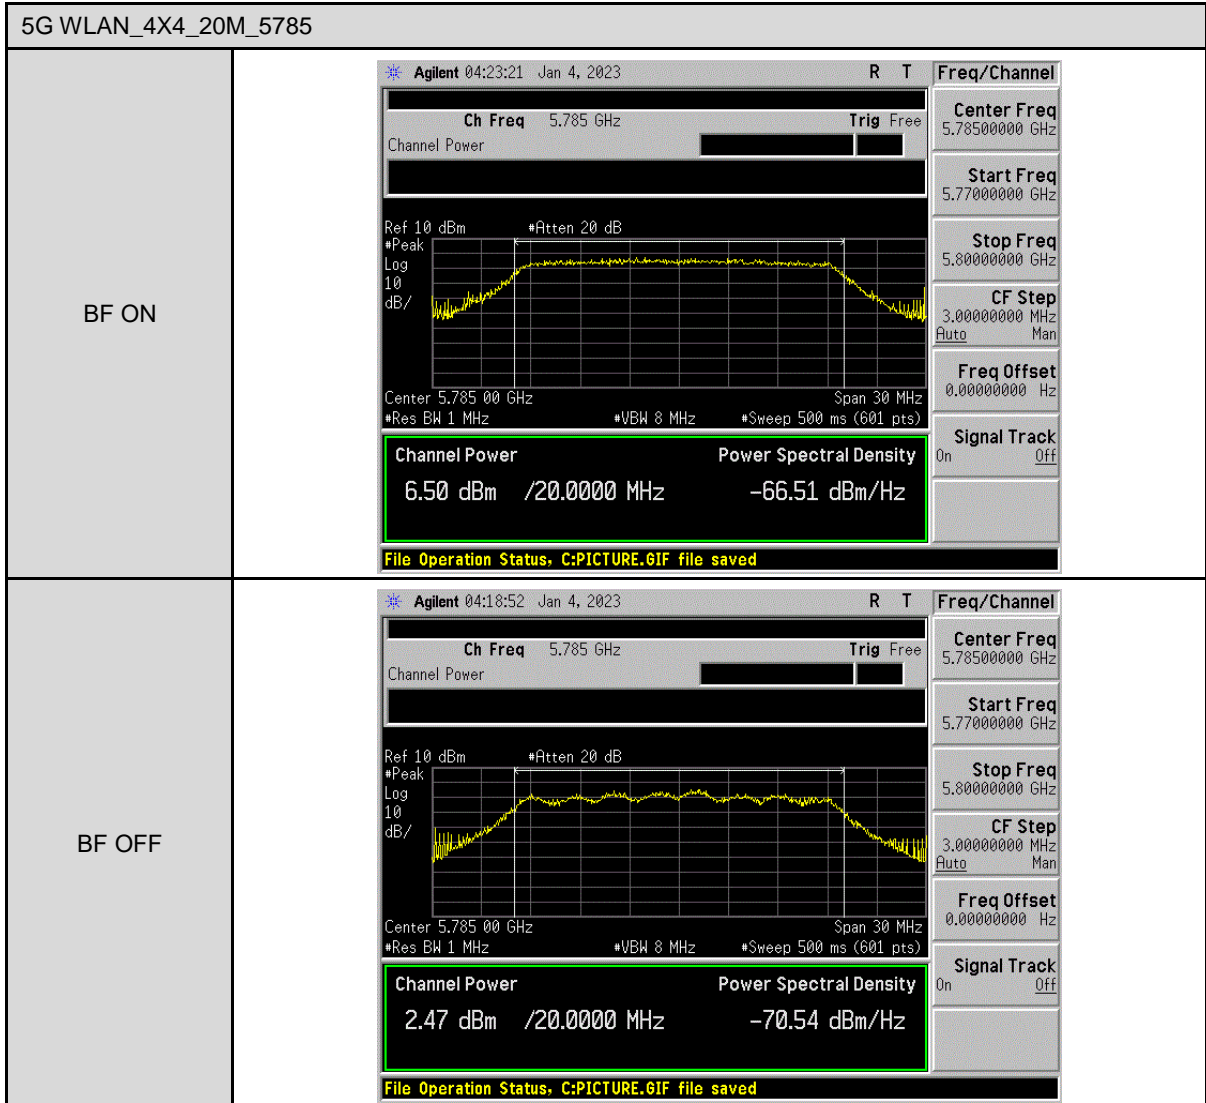 5G WLAN_4X4_20M_5785
BF ON
Agilent 04:23:21 Jan 4, 2023 R T
Freq/Channel
Ch Freq 5.785 GHz Trig Free
Channel Power
Center Freq
5.78500000 GHz
Start Freq
5.77000000 GHz
Stop Freq
5.80000000 GHz
CF Step
3.00000000 MHz
Auto Man
Freq Offset
0.00000000 Hz
Signal Track
On Off
Ref 10 dBm #Atten 20 dB
#Peak
Log
10
dB/
Center 5.785 00 GHz Span 30 MHz
#Res BW 1 MHz #VBW 8 MHz #Sweep 500 ms (601 pts)
Channel Power Power Spectral Density
6.50 dBm /20.0000 MHz -66.51 dBm/Hz
File Operation Status, C:PICTURE.GIF file saved
BF OFF
Agilent 04:18:52 Jan 4, 2023 R T
Freq/Channel
Ch Freq 5.785 GHz Trig Free
Channel Power
Center Freq
5.78500000 GHz
Start Freq
5.77000000 GHz
Stop Freq
5.80000000 GHz
CF Step
3.00000000 MHz
Auto Man
Freq Offset
0.00000000 Hz
Signal Track
On Off
Ref 10 dBm #Atten 20 dB
#Peak
Log
10
dB/
Center 5.785 00 GHz Span 30 MHz
#Res BW 1 MHz #VBW 8 MHz #Sweep 500 ms (601 pts)
Channel Power Power Spectral Density
2.47 dBm /20.0000 MHz -70.54 dBm/Hz
File Operation Status, C:PICTURE.GIF file saved